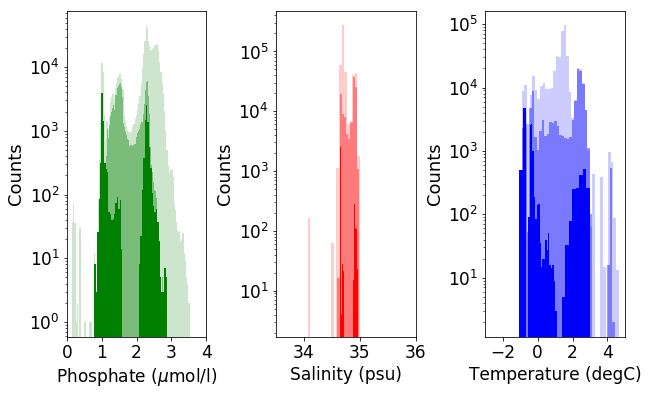 Counts
10⁴
10³
10²
10¹
10⁰
0 1 2 3 4
Phosphate (μmol/l)
Counts
10⁵
10⁴
10³
10²
10¹
34 35 36
Salinity (psu)
Counts
10⁵
10⁴
10³
10²
10¹
−2 0 2 4
Temperature (degC)